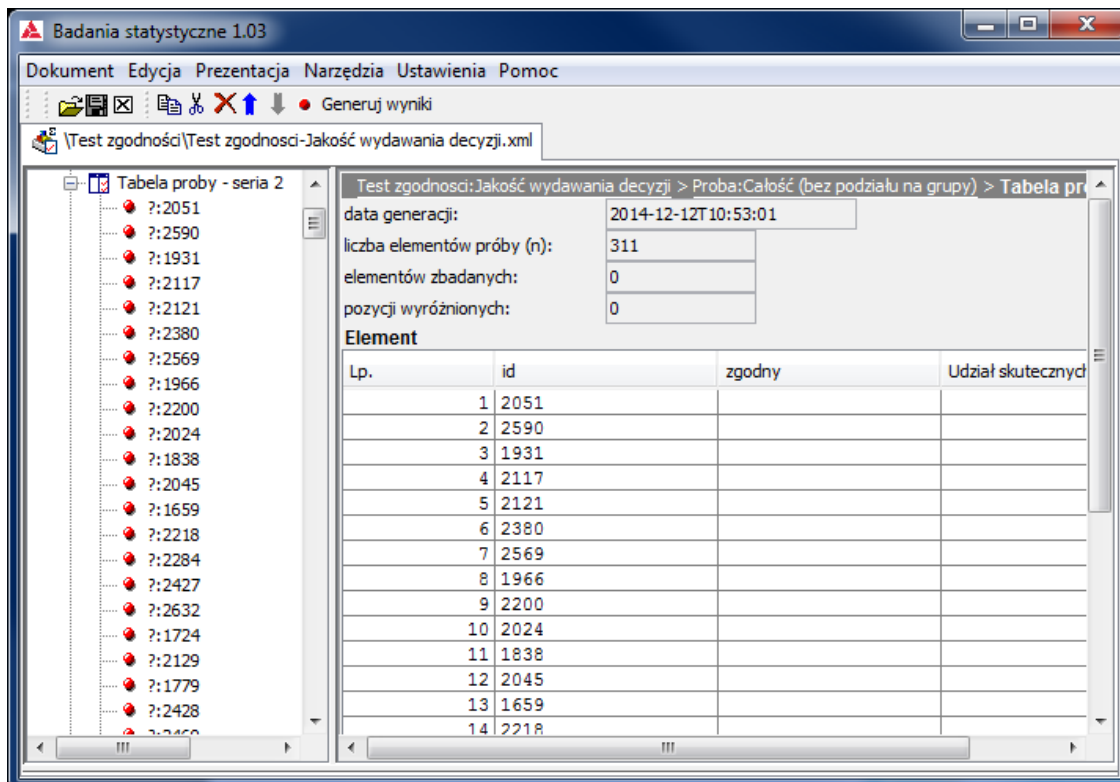 Badania statystyczne 1.03
Dokument Edycja Prezentacja Narzędzia Ustawienia Pomoc
Generuj wyniki
\Test zgodności\Test zgodnosci-Jakość wydawania decyzji.xml
Tabela proby - seria 2
?:2051
?:2590
?:1931
?:2117
?:2121
?:2380
?:2569
?:1966
?:2200
?:2024
?:1838
?:2045
?:1659
?:2218
?:2284
?:2427
?:2632
?:1724
?:2129
?:1779
?:2428
Test zgodnosci:Jakość wydawania decyzji > Proba:Całość (bez podziału na grupy) > Tabela pr
data generacji: 2014-12-12T10:53:01
liczba elementów próby (n): 311
elementów zbadanych: 0
pozycji wyróżnionych: 0
Element
Lp. id zgodny Udział skutecznych
1 2051
2 2590
3 1931
4 2117
5 2121
6 2380
7 2569
8 1966
9 2200
10 2024
11 1838
12 2045
13 1659
14 2218